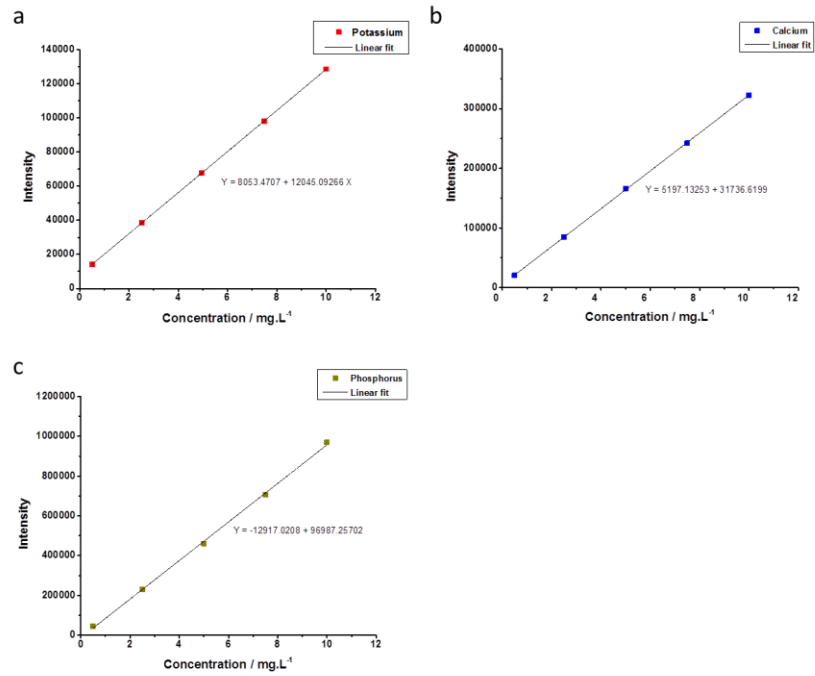 a
Potassium
Linear fit
140000
120000
100000
80000
60000
40000
20000
0
Intensity
Y = 8053.4707 + 12045.09266 X
0 2 4 6 8 10 12
Concentration / mg.L-1
b
Calcium
Linear fit
400000
300000
200000
100000
0
Intensity
Y = 5197.13253 + 31736.6199
0 2 4 6 8 10 12
Concentration / mg.L-1
c
Phosphorus
Linear fit
1200000
1000000
800000
600000
400000
200000
0
Intensity
Y = -12917.0208 + 96987.25702
0 2 4 6 8 10 12
Concentration / mg.L-1